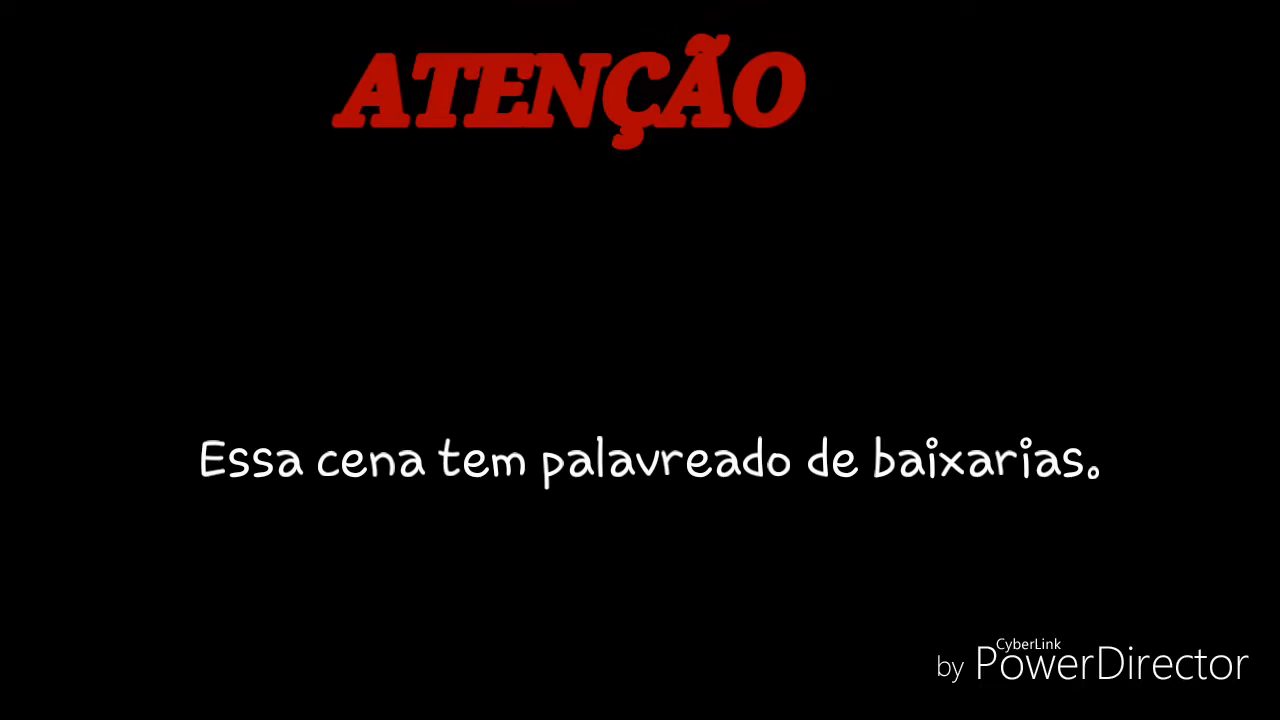 ATENÇÃO
Essa cena tem palavreado de baixarias.
CyberLink
by PowerDirector